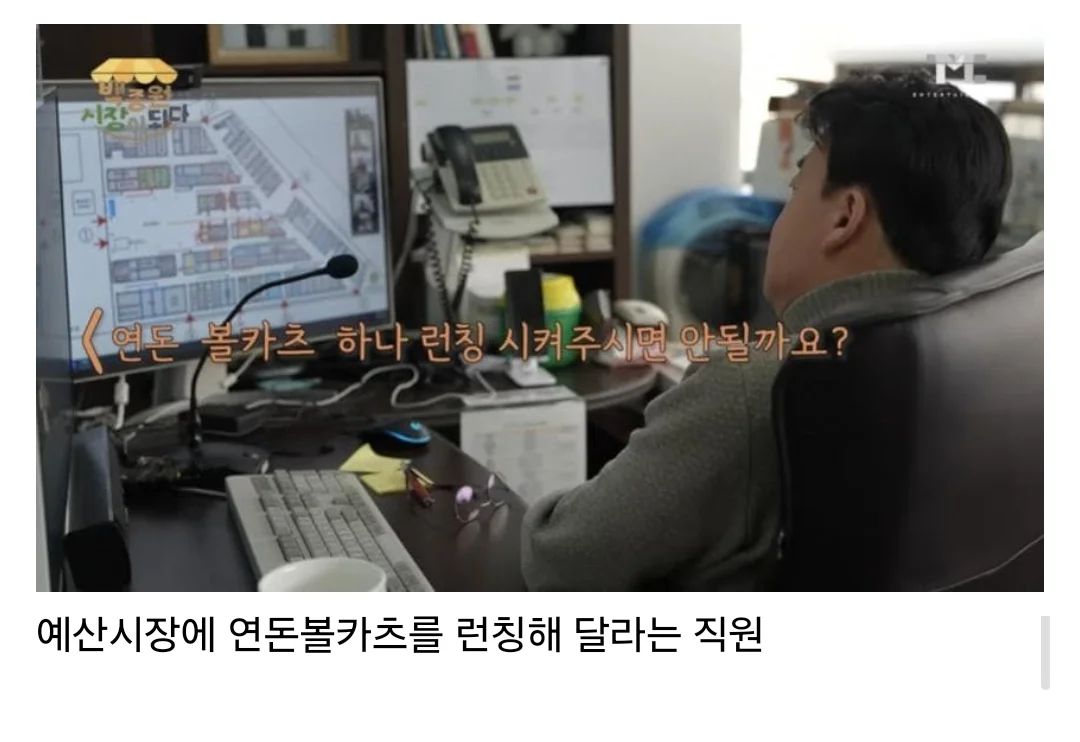 백종원
시장이 되다
①
< 연돈 볼카츠 하나 런칭 시켜주시면 안될까요?
예산시장에 연돈볼카츠를 런칭해 달라는 직원